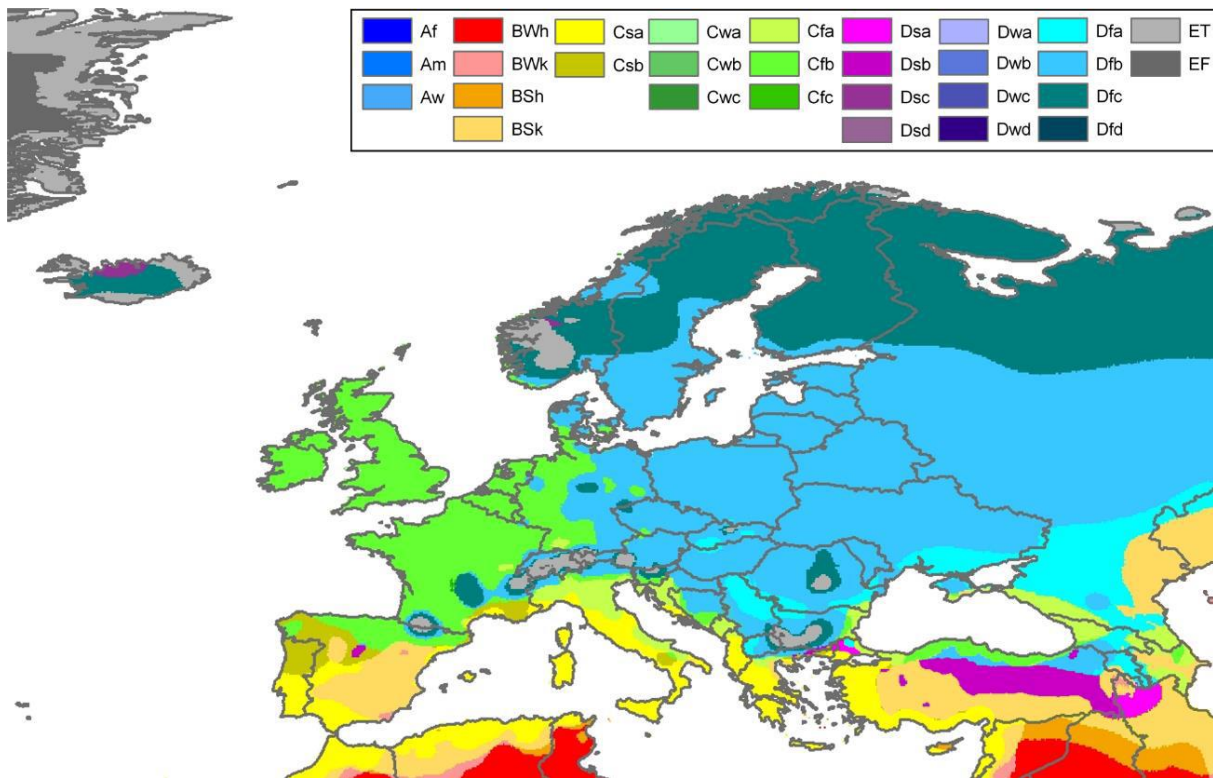 Af BWh Csa Cwa Cfa Dsa Dwa Dfa ET
Am BWk Csb Cwb Cfb Dsb Dwb Dfb EF
Aw BSh Cwc Cfc Dsc Dwc Dfc
BSk Dsd Dwd Dfd